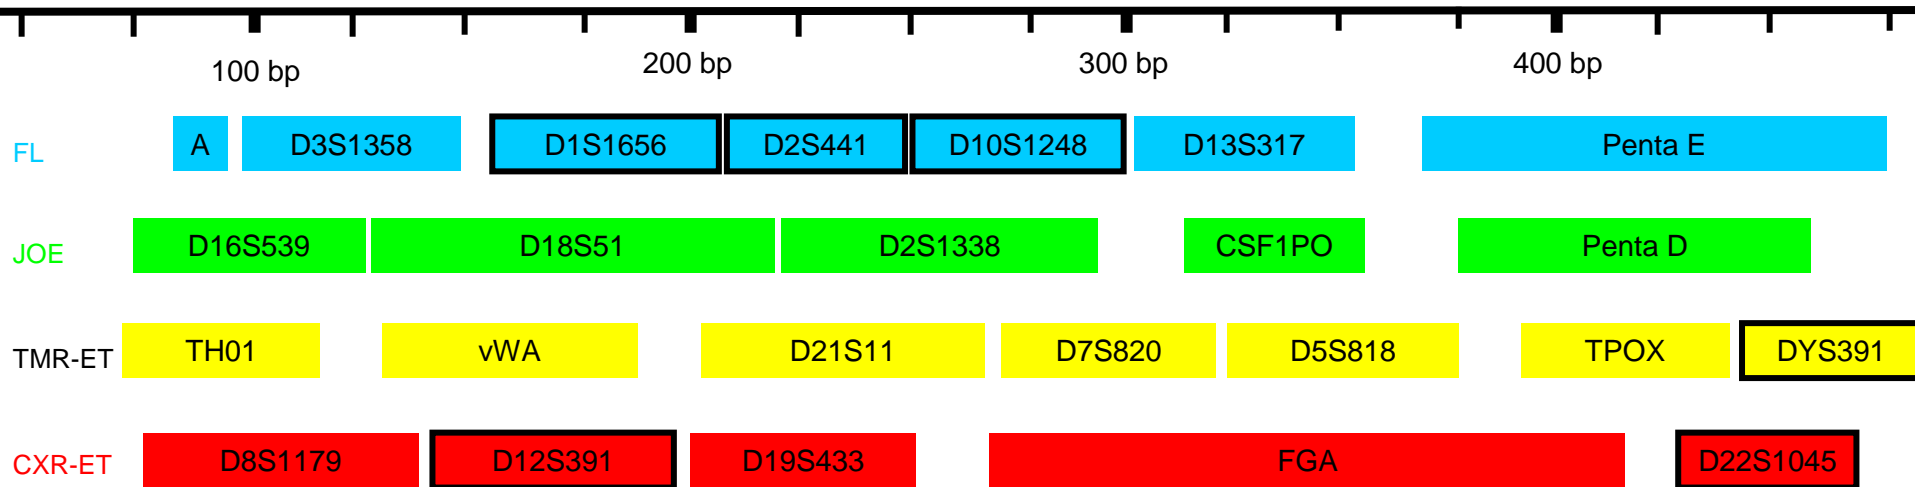 100 bp 200 bp 300 bp 400 bp
FL A D3S1358 D1S1656 D2S441 D10S1248 D13S317 Penta E
JOE D16S539 D18S51 D2S1338 CSF1PO Penta D
TMR-ET TH01 vWA D21S11 D7S820 D5S818 TPOX DYS391
CXR-ET D8S1179 D12S391 D19S433 FGA D22S1045